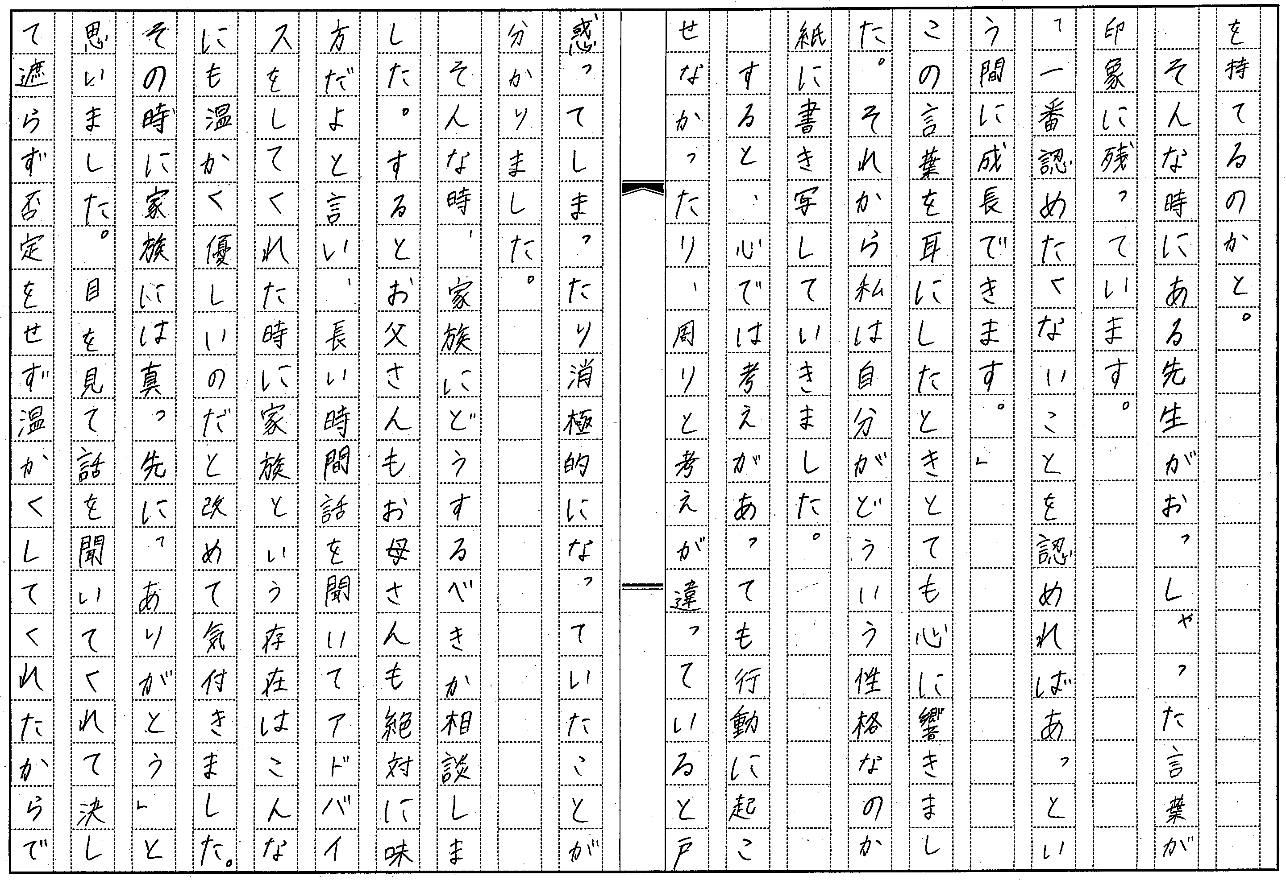 を持てるのかと。
そんな時にある先生がおっしゃった言葉が
印象に残っています。
「一番認めたくないことを認めればあっとい
う間に成長できます。」
この言葉を耳にしたときとても心に響きまし
た。それから私は自分がどういう性格なのか
紙に書き写していきました。
すると、心では考えがあっても行動に起こ
せなかったり、周りと考えが違っていると戸
惑ってしまったり消極的になっていたことが
分かりました。
そんな時、家族にどうするべきか相談しま
した。するとお父さんもお母さんも絶対に味
方だよと言い、長い時間話を聞いてアドバイ
スをしてくれた時に家族という存在はこんな
にも温かく優しいのだと改めて気付きました。
その時に家族には真っ先に「ありがとう」と
思いました。目を見て話を聞いてくれて決し
て遮らず否定をせず温かくしてくれたからで